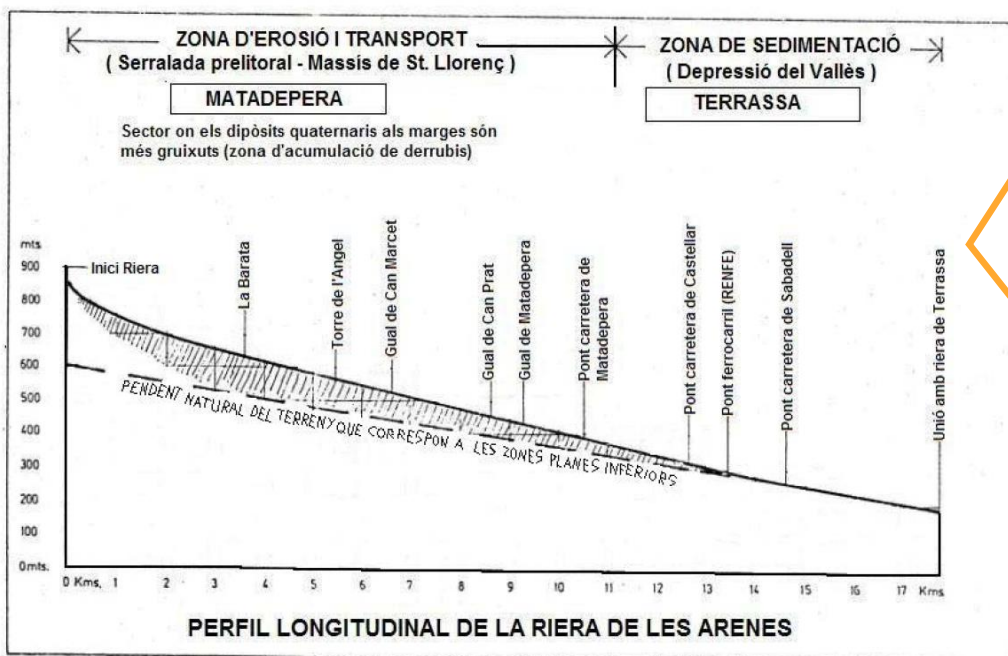 ZONA D'EROSIÓ I TRANSPORT
( Serralada prelitoral - Massís de St. Llorenç )
MATADEPERA
Sector on els dipòsits quaternaris als marges són
més gruixuts (zona d'acumulació de derrubis)
ZONA DE SEDIMENTACIÓ
( Depressió del Vallès )
TERRASSA
mts.
900
800
700
600
500
400
300
200
100
0 mts.
Inici Riera
La Barata
Torre de l'Angel
Gual de Can Marcet
Gual de Can Prat
Gual de Matadepera
Pont carretera de
Matadepera
Pont carretera de Castellar
Pont ferrocarril (RENFE)
Pont carretera de Sabadell
Unió amb riera de Terrassa
PENDENT NATURAL DEL TERRENY QUE CORRESPON A LES ZONES PLANES INFERIORS
0 Kms, 1 2 3 4 5 6 7 8 9 10 11 12 13 14 15 16 17 Kms
PERFIL LONGITUDINAL DE LA RIERA DE LES ARENES